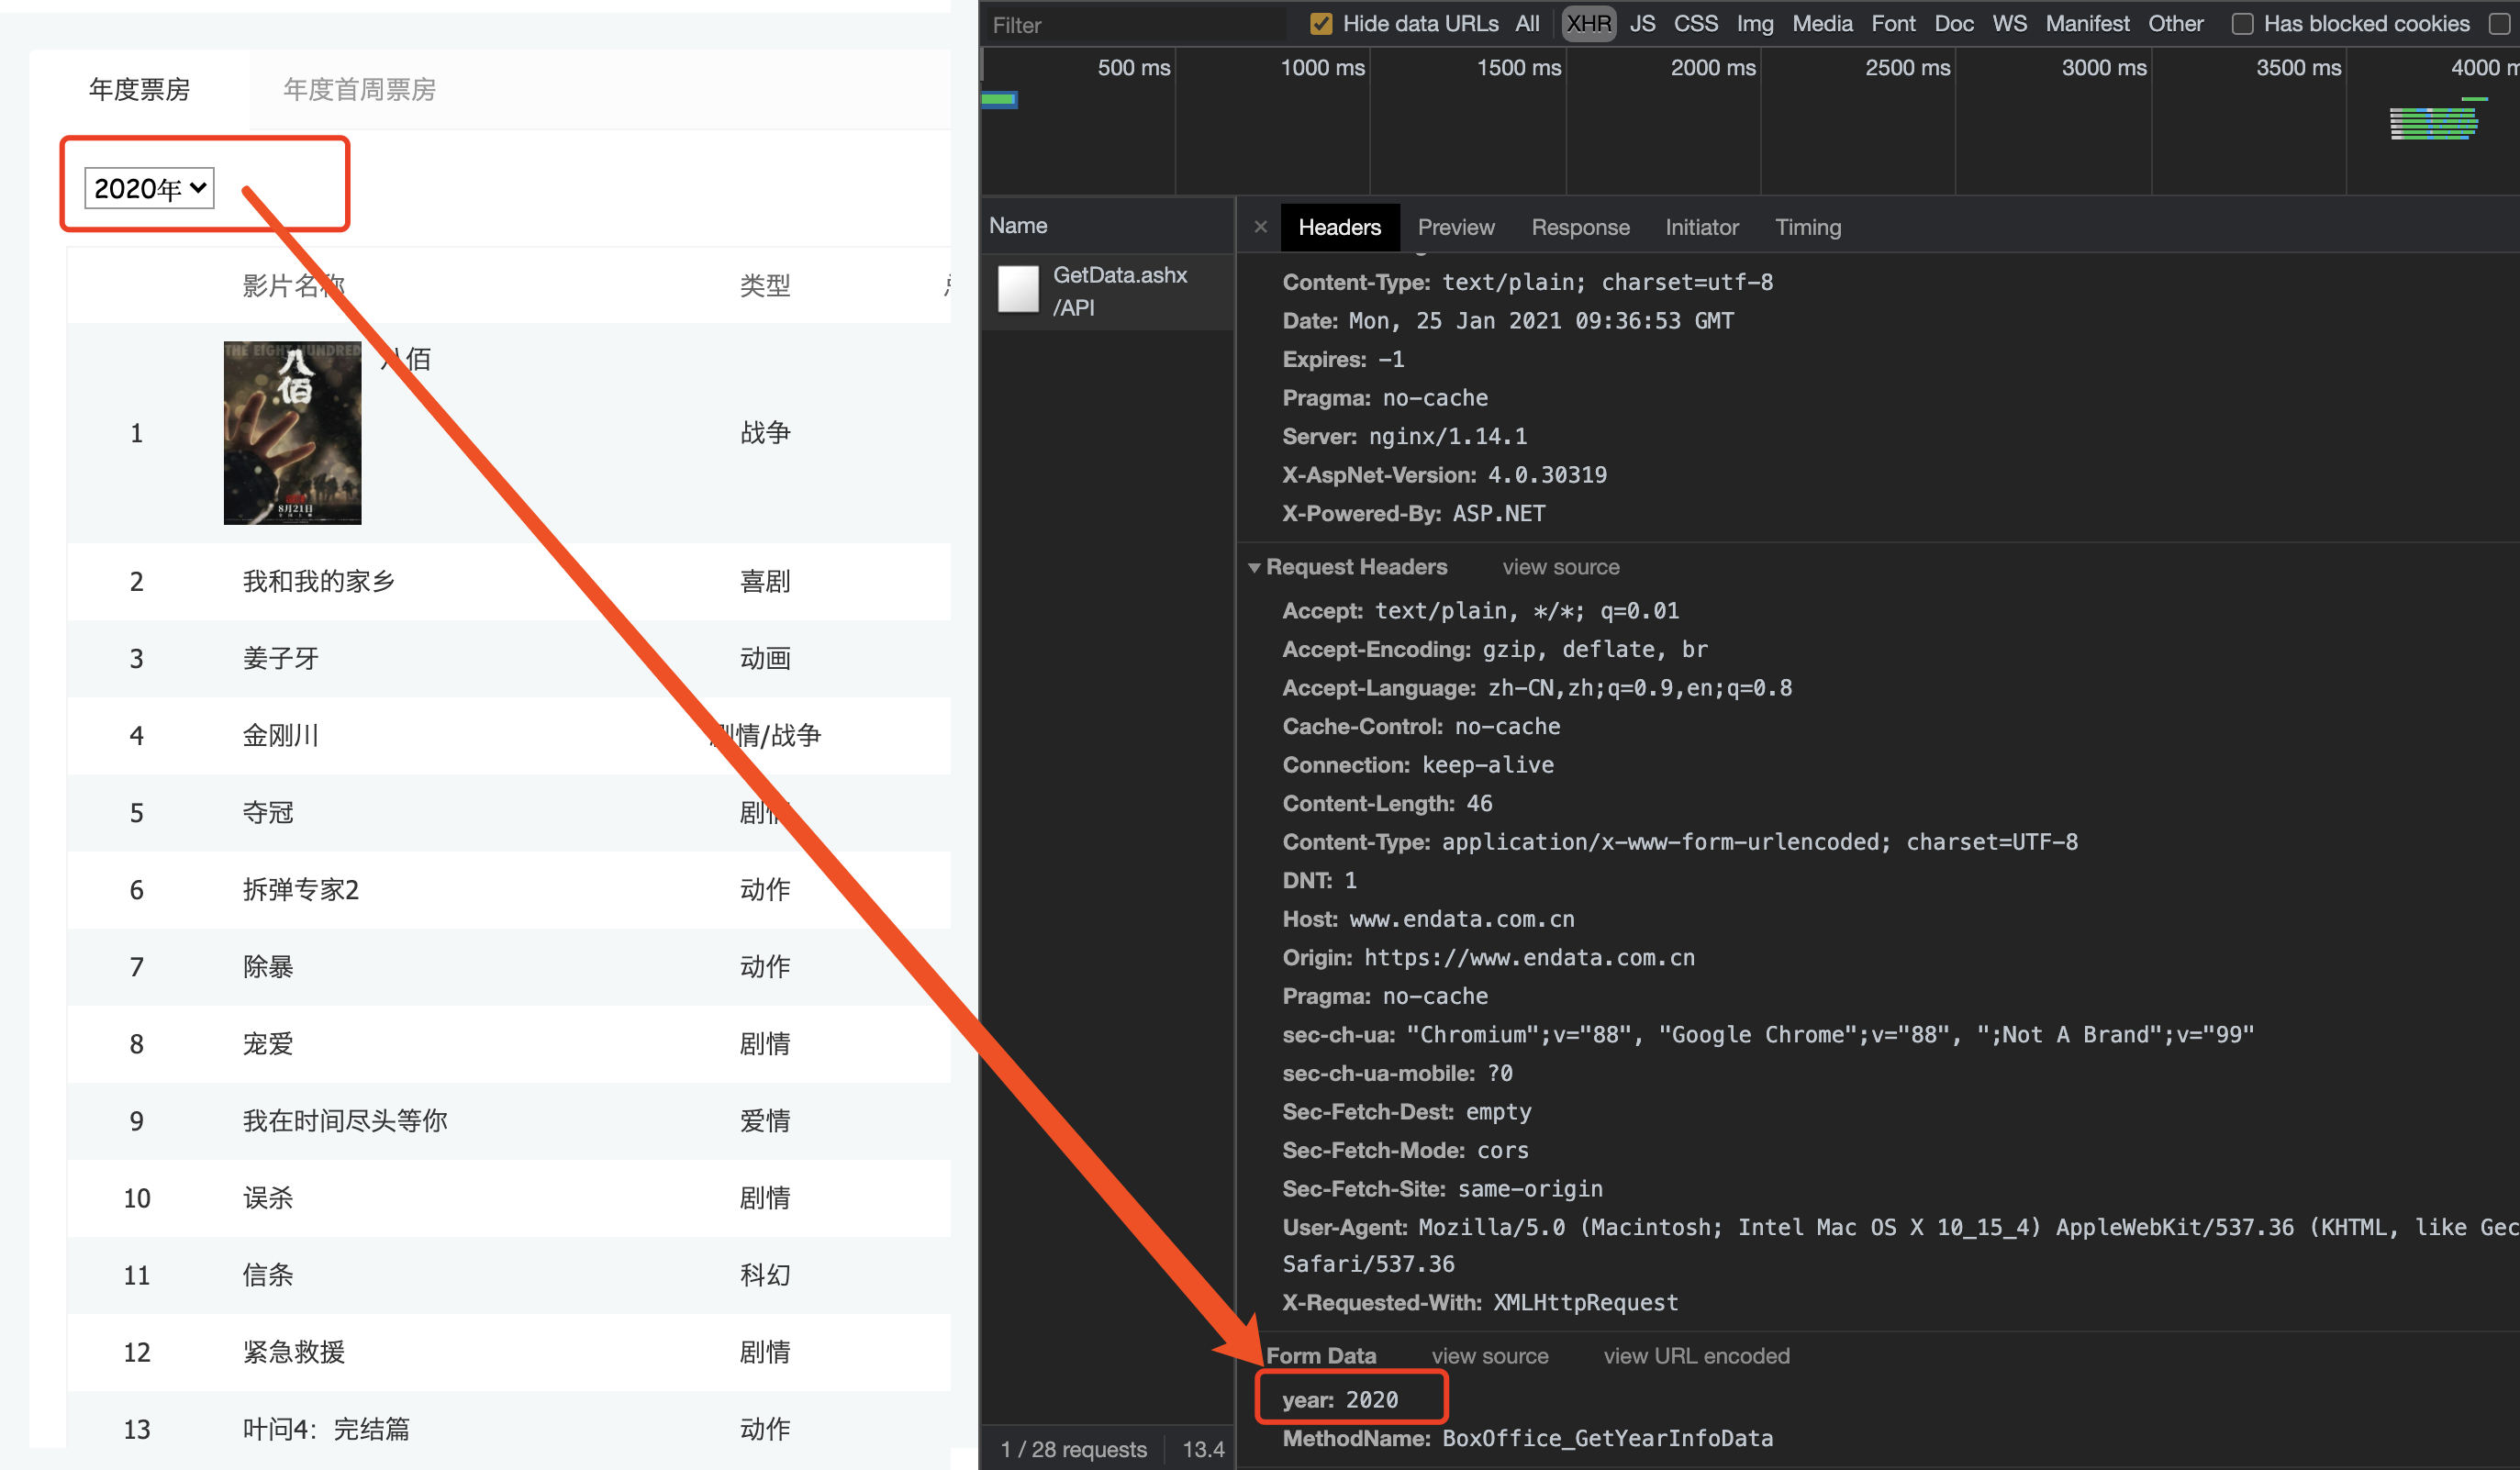 年度票房
年度首周票房
2020年
影片名称
类型
THE EIGHT HUNDRED
八佰
8月21日
1
八佰
战争
2
我和我的家乡
喜剧
3
姜子牙
动画
4
金刚川
剧情/战争
5
夺冠
剧情
6
拆弹专家2
动作
7
除暴
动作
8
宠爱
剧情
9
我在时间尽头等你
爱情
10
误杀
剧情
11
信条
科幻
12
紧急救援
剧情
13
叶问4：完结篇
动作
Filter
Hide data URLs All XHR JS CSS Img Media Font Doc WS Manifest Other Has blocked cookies
500 ms 1000 ms 1500 ms 2000 ms 2500 ms 3000 ms 3500 ms 4000 m
Name
GetData.ashx
/API
× Headers Preview Response Initiator Timing
Content-Type: text/plain; charset=utf-8
Date: Mon, 25 Jan 2021 09:36:53 GMT
Expires: -1
Pragma: no-cache
Server: nginx/1.14.1
X-AspNet-Version: 4.0.30319
X-Powered-By: ASP.NET
Request Headers view source
Accept: text/plain, */*; q=0.01
Accept-Encoding: gzip, deflate, br
Accept-Language: zh-CN,zh;q=0.9,en;q=0.8
Cache-Control: no-cache
Connection: keep-alive
Content-Length: 46
Content-Type: application/x-www-form-urlencoded; charset=UTF-8
DNT: 1
Host: www.endata.com.cn
Origin: https://www.endata.com.cn
Pragma: no-cache
sec-ch-ua: "Chromium";v="88", "Google Chrome";v="88", ";Not A Brand";v="99"
sec-ch-ua-mobile: ?0
Sec-Fetch-Dest: empty
Sec-Fetch-Mode: cors
Sec-Fetch-Site: same-origin
User-Agent: Mozilla/5.0 (Macintosh; Intel Mac OS X 10_15_4) AppleWebKit/537.36 (KHTML, like Gec
Safari/537.36
X-Requested-With: XMLHttpRequest
Form Data view source view URL encoded
year: 2020
MethodName: BoxOffice_GetYearInfoData
1 / 28 requests 13.4